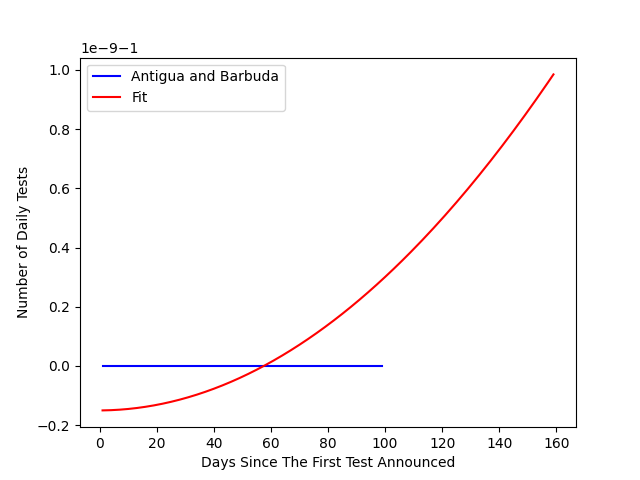 1e−9−1
Antigua and Barbuda
Fit
1.0
0.8
0.6
0.4
0.2
0.0
−0.2
Number of Daily Tests
0 20 40 60 80 100 120 140 160
Days Since The First Test Announced